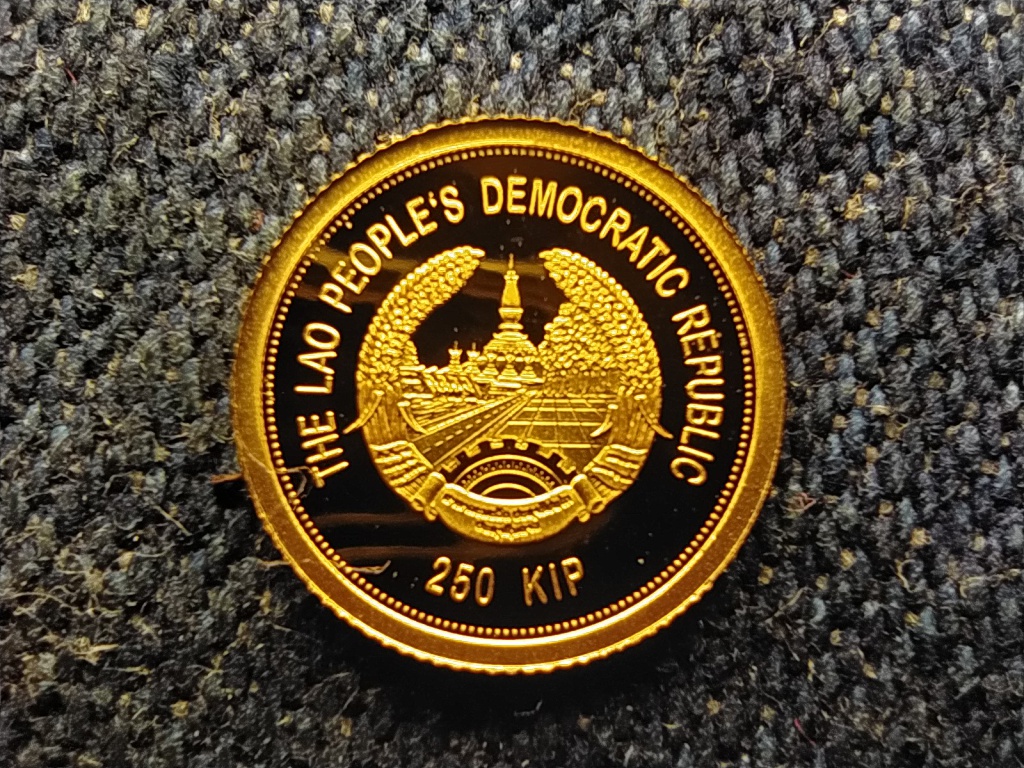 THE LAO PEOPLE'S DEMOCRATIC REPUBLIC
250 KIP